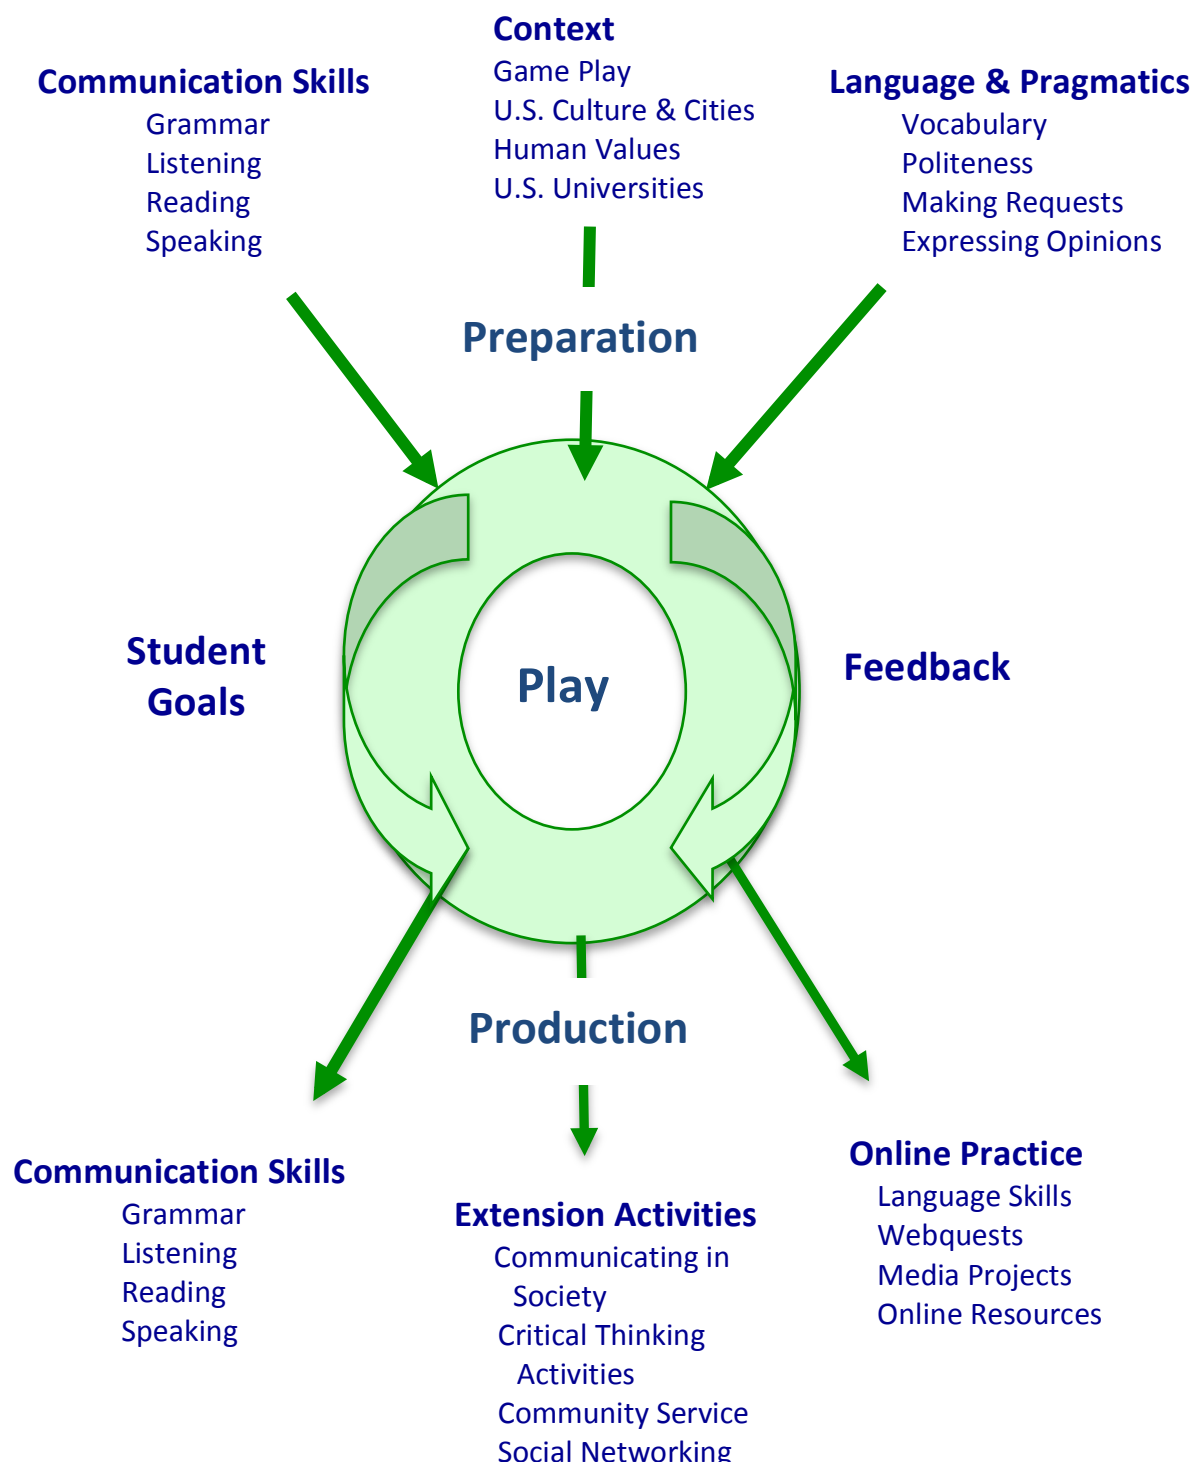 Communication Skills
Grammar
Listening
Reading
Speaking
Context
Game Play
U.S. Culture & Cities
Human Values
U.S. Universities
Language & Pragmatics
Vocabulary
Politeness
Making Requests
Expressing Opinions
Preparation
Student
Goals
Play
Feedback
Production
Communication Skills
Grammar
Listening
Reading
Speaking
Extension Activities
Communicating in
Society
Critical Thinking
Activities
Community Service
Social Networking
Online Practice
Language Skills
Webquests
Media Projects
Online Resources